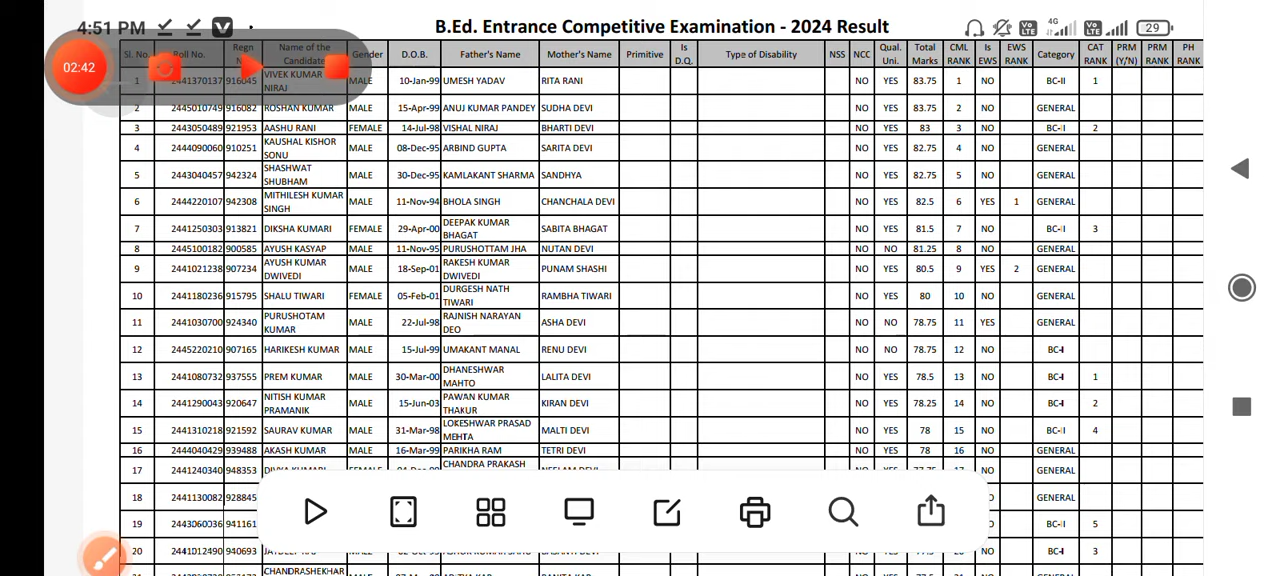 4:51 PM
B.Ed. Entrance Competitive Examination - 2024 Result
4G Vo LTE Vo LTE 29
02:42
Sl. No. Roll No. Regn Name of the Candidate Gender D.O.B. Father's Name Mother's Name Primitive Is D.Q. Type of Disability NSS NCC Qual. Uni. Total Marks CML RANK Is EWS EWS RANK Category CAT RANK PRM (Y/N) PRM RANK PH RANK
1 2441370137 916045 VIVEK KUMAR NIRAJ MALE 10-Jan-99 UMESH YADAV RITA RANI NO YES 83.75 1 NO BC-II 1
2 2445010749 916082 ROSHAN KUMAR MALE 15-Apr-99 ANUJ KUMAR PANDEY SUDHA DEVI NO YES 83.75 2 NO GENERAL
3 2443050489 921953 AASHU RANI FEMALE 14-Jul-98 VISHAL NIRAJ BHARTI DEVI NO YES 83 3 NO BC-II 2
4 2444090060 910251 KAUSHAL KISHOR SONU MALE 08-Dec-95 ARBIND GUPTA SARITA DEVI NO YES 82.75 4 NO GENERAL
5 2443040457 942324 SHASHWAT SHUBHAM MALE 30-Dec-95 KAMLAKANT SHARMA SANDHYA NO YES 82.75 5 NO GENERAL
6 2444220107 942308 MITHILESH KUMAR SINGH MALE 11-Nov-94 BHOLA SINGH CHANCHALA DEVI NO YES 82.5 6 YES 1 GENERAL
7 2441250303 913821 DIKSHA KUMARI FEMALE 29-Apr-00 DEEPAK KUMAR BHAGAT SABITA BHAGAT NO YES 81.5 7 NO BC-II 3
8 2445100182 900585 AYUSH KASYAP MALE 11-Nov-95 PURUSHOTTAM JHA NUTAN DEVI NO NO 81.25 8 NO GENERAL
9 2441021238 907234 AYUSH KUMAR DWIVEDI MALE 18-Sep-01 RAKESH KUMAR DWIVEDI PUNAM SHASHI NO YES 80.5 9 YES 2 GENERAL
10 2441180236 915795 SHALU TIWARI FEMALE 05-Feb-01 DURGESH NATH TIWARI RAMBHA TIWARI NO YES 80 10 NO GENERAL
11 2441030700 924340 PURUSHOTAM KUMAR MALE 22-Jul-98 RAJNISH NARAYAN DEO ASHA DEVI NO NO 78.75 11 YES GENERAL
12 2445220210 907165 HARIKESH KUMAR MALE 15-Jul-99 UMAKANT MANAL RENU DEVI NO NO 78.75 12 NO BC-I
13 2441080732 937555 PREM KUMAR MALE 30-Mar-00 DHANESHWAR MAHTO LALITA DEVI NO YES 78.5 13 NO BC-I 1
14 2441290043 920647 NITISH KUMAR PRAMANIK MALE 15-Jun-03 PAWAN KUMAR THAKUR KIRAN DEVI NO YES 78.25 14 NO BC-I 2
15 2441310218 921592 SAURAV KUMAR MALE 31-Mar-98 LOKESHWAR PRASAD MEHTA MALTI DEVI NO YES 78 15 NO BC-II 4
16 2444040429 939488 AKASH KUMAR MALE 16-Mar-99 PARIKHA RAM TETRI DEVI NO YES 78 16 NO GENERAL
17 2441240340 948353 CHANDRA PRAKASH NO GENERAL
18 2441130082 928845 GENERAL
19 2443060036 941161 NO BC-II 5
20 2441012490 940693 NO BC-I 3
CHANDRASHEKHAR